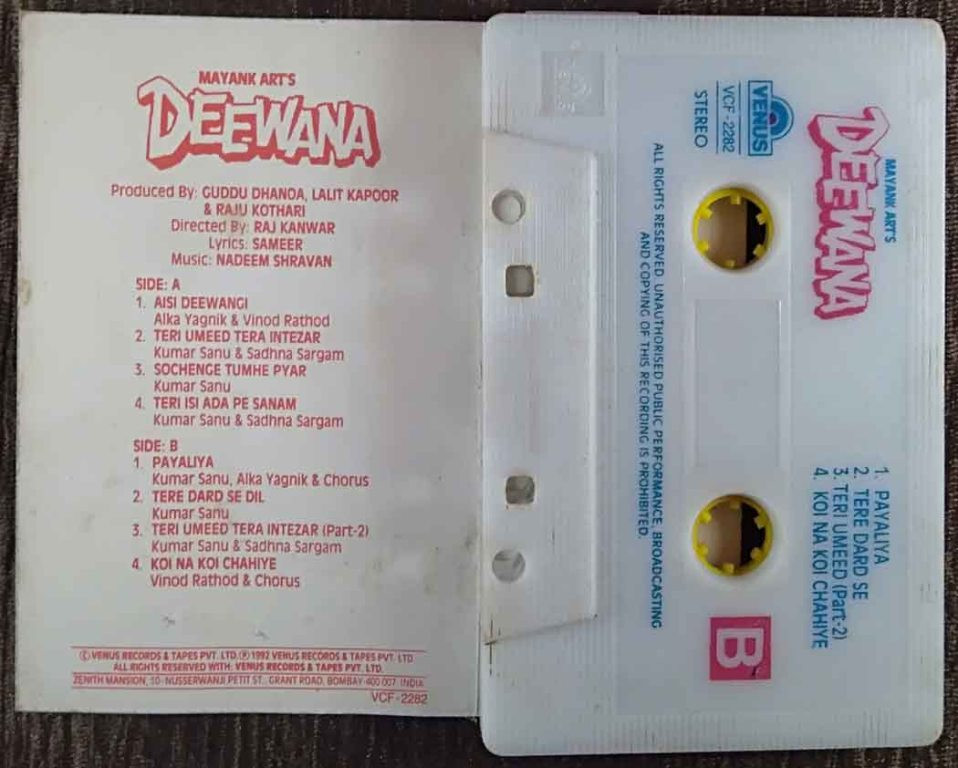 MAYANK ART'S
DEEWANA
Produced By: GUDDU DHANOA, LALIT KAPOOR
& RAJU KOTHARI
Directed By: RAJ KANWAR
Lyrics: SAMEER
Music: NADEEM SHRAVAN
SIDE: A
1. AISI DEEWANGI
Alka Yagnik & Vinod Rathod
2. TERI UMEED TERA INTEZAR
Kumar Sanu & Sadhna Sargam
3. SOCHENGE TUMHE PYAR
Kumar Sanu
4. TERI ISI ADA PE SANAM
Kumar Sanu & Sadhna Sargam
SIDE: B
1. PAYALIYA
Kumar Sanu, Alka Yagnik & Chorus
2. TERE DARD SE DIL
Kumar Sanu
3. TERI UMEED TERA INTEZAR (Part-2)
Kumar Sanu & Sadhna Sargam
4. KOI NA KOI CHAHIYE
Vinod Rathod & Chorus
© VENUS RECORDS & TAPES PVT. LTD. ℗ 1992 VENUS RECORDS & TAPES PVT. LTD
ALL RIGHTS RESERVED WITH: VENUS RECORDS & TAPES PVT. LTD.
ZENITH MANSION, 10- NUSSERWANJI PETIT ST., GRANT ROAD, BOMBAY-400 007. INDIA
VCF-2282
MAYANK ART'S
DEEWANA
VENUS
VCF-2282
STEREO
1. PAYALIYA
2. TERE DARD SE
3. TERI UMEED (Part-2)
4. KOI NA KOI CHAHIYE
B
ALL RIGHTS RESERVED. UNAUTHORISED PUBLIC PERFORMANCE, BROADCASTING
AND COPYING OF THIS RECORDING IS PROHIBITED.